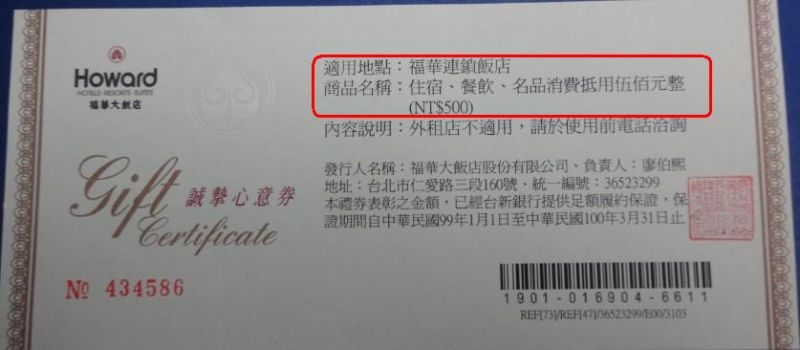 Howard
HOTELS RESORTS SUITES
福華大飯店
適用地點：福華連鎖飯店
商品名稱：住宿、餐飲、名品消費抵用伍佰元整
(NT$500)
內容說明：外租店不適用，請於使用前電話洽詢
Gift 誠摯心意券
Certificate
發行人名稱：福華大飯店股份有限公司、負責人：廖伯熙
地址：台北市仁愛路三段160號、統一編號：36523299
本禮券表彰之金額，已經台新銀行提供足額履約保證，保
證期間自中華民國99年1月1日至中華民國100年3月31日止
№ 434586
1901-016904-6611
REF[73]/REF[47]/36523299/E00/3103